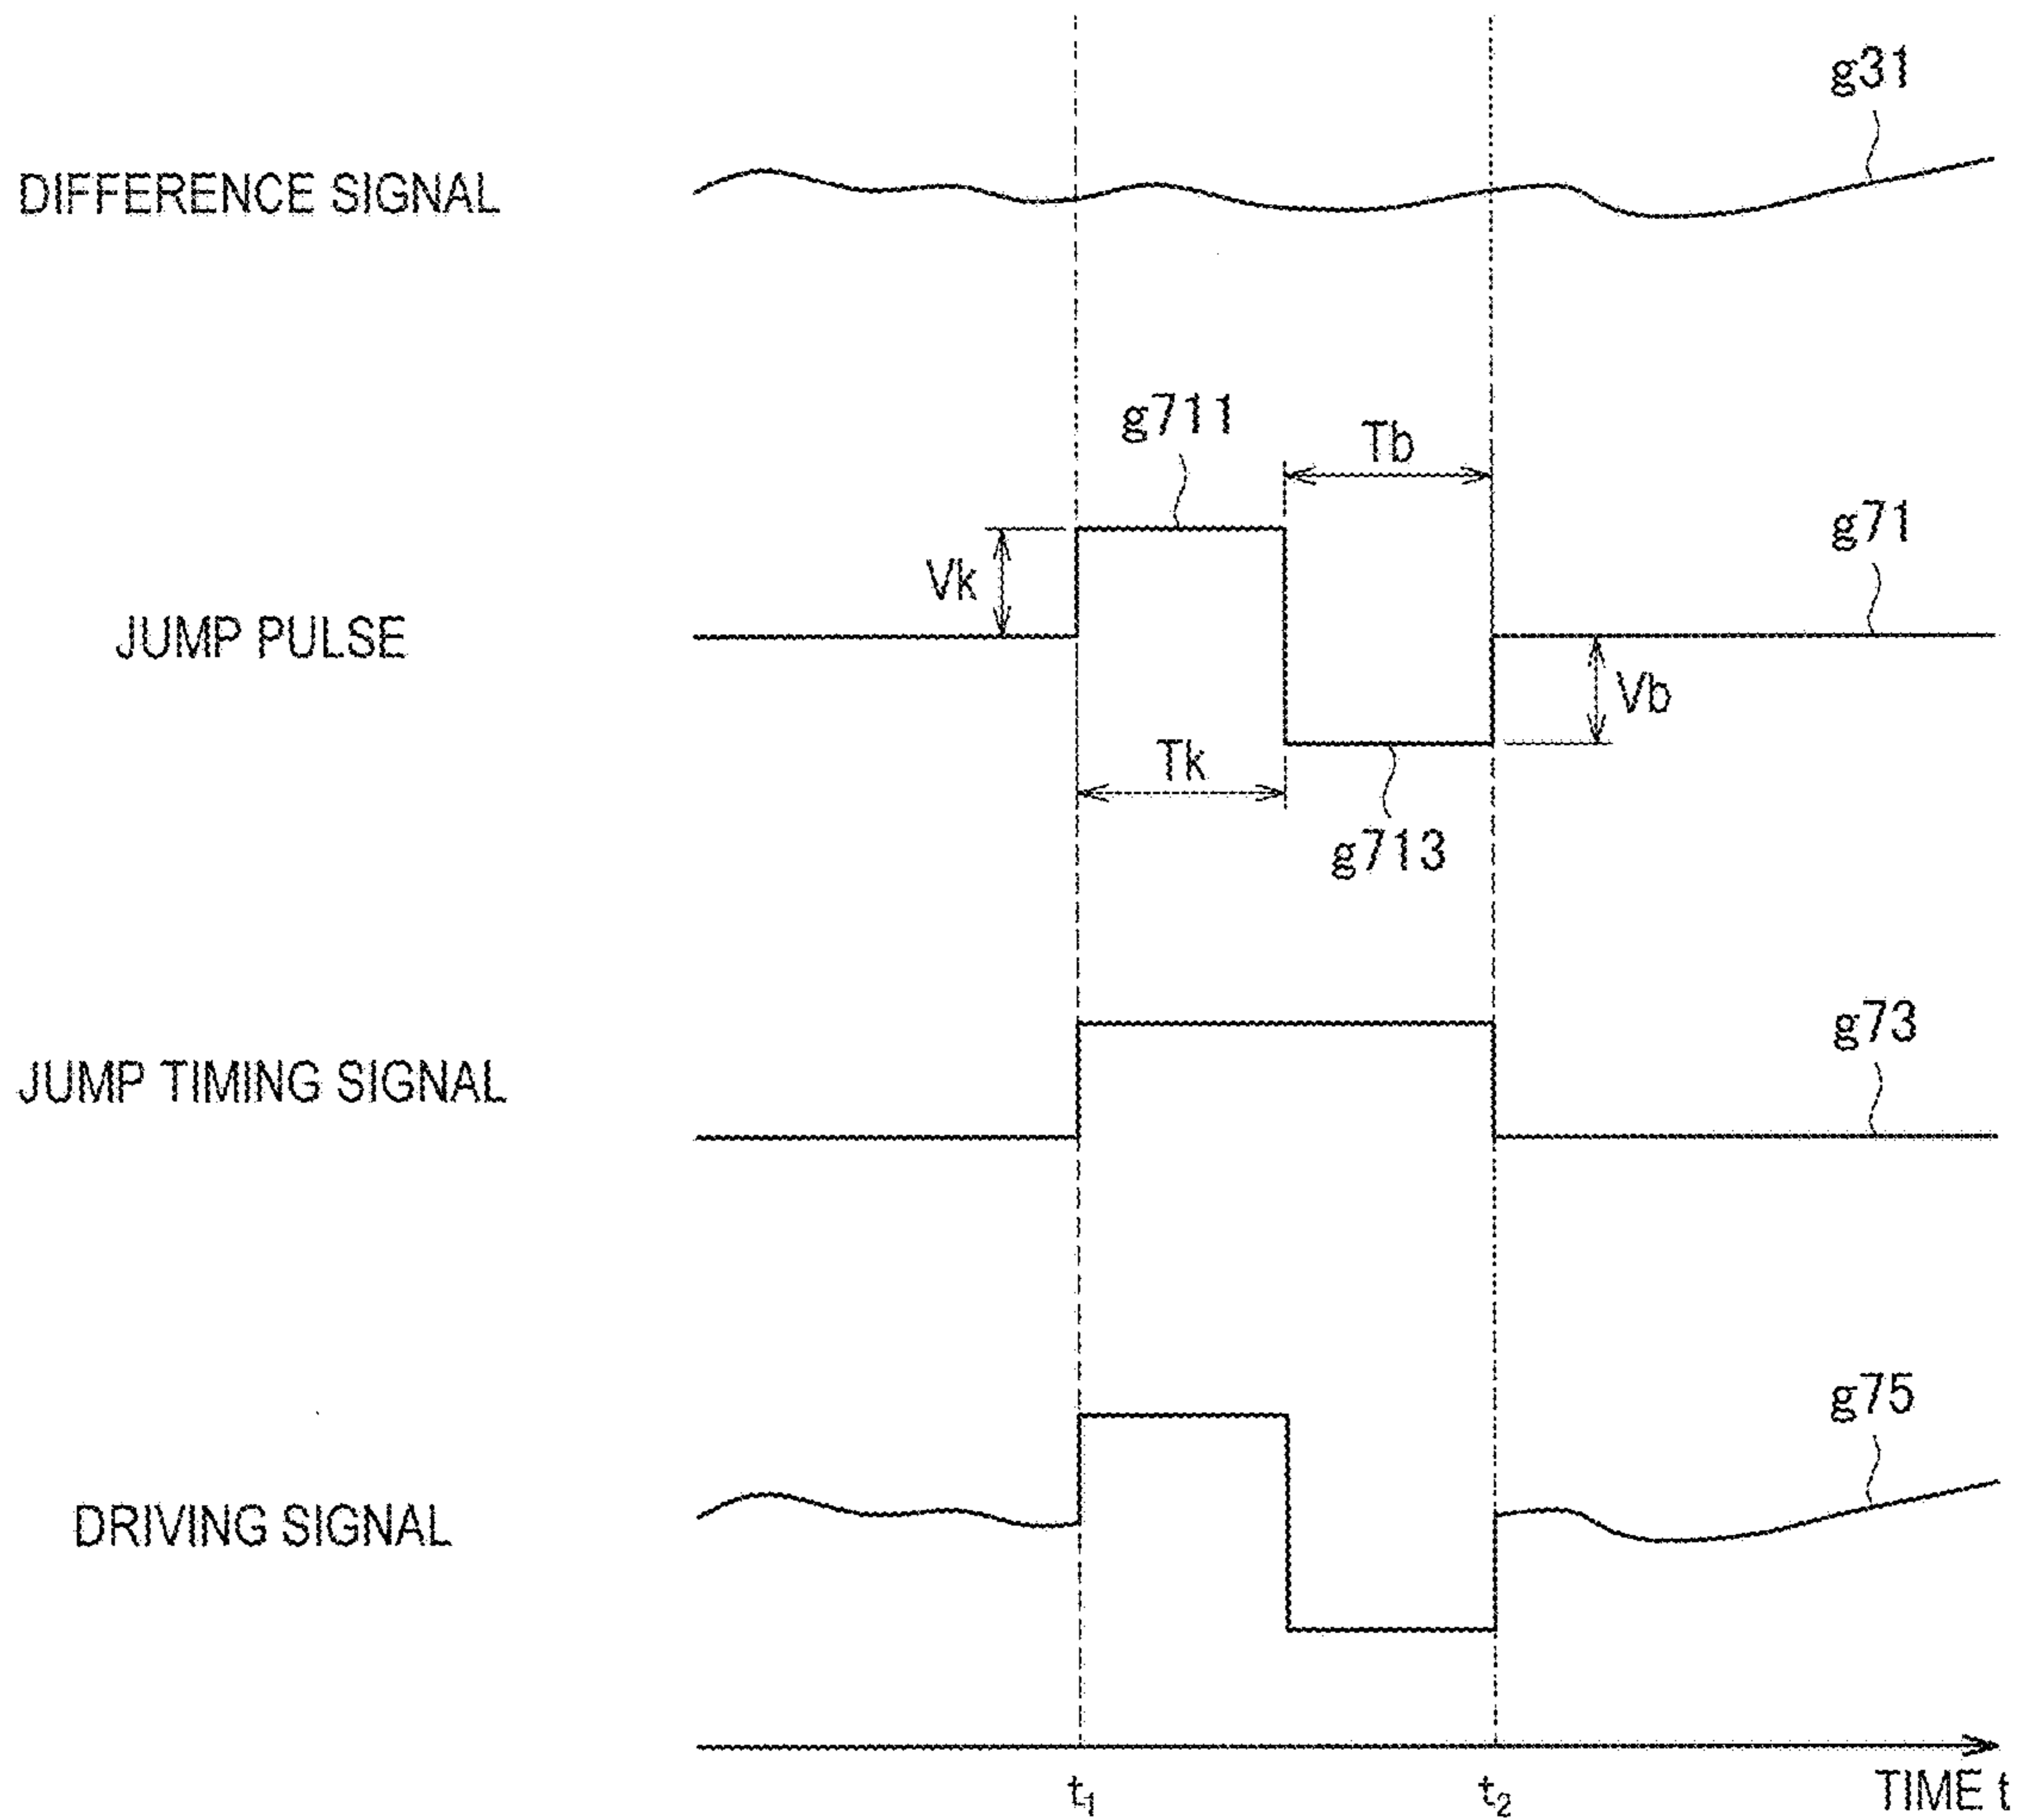 g31
DIFFERENCE SIGNAL
g711
Tb
g71
Vk
JUMP PULSE
Vb
Tk
g713
g73
JUMP TIMING SIGNAL
g75
DRIVING SIGNAL
t1
t2
TIME t